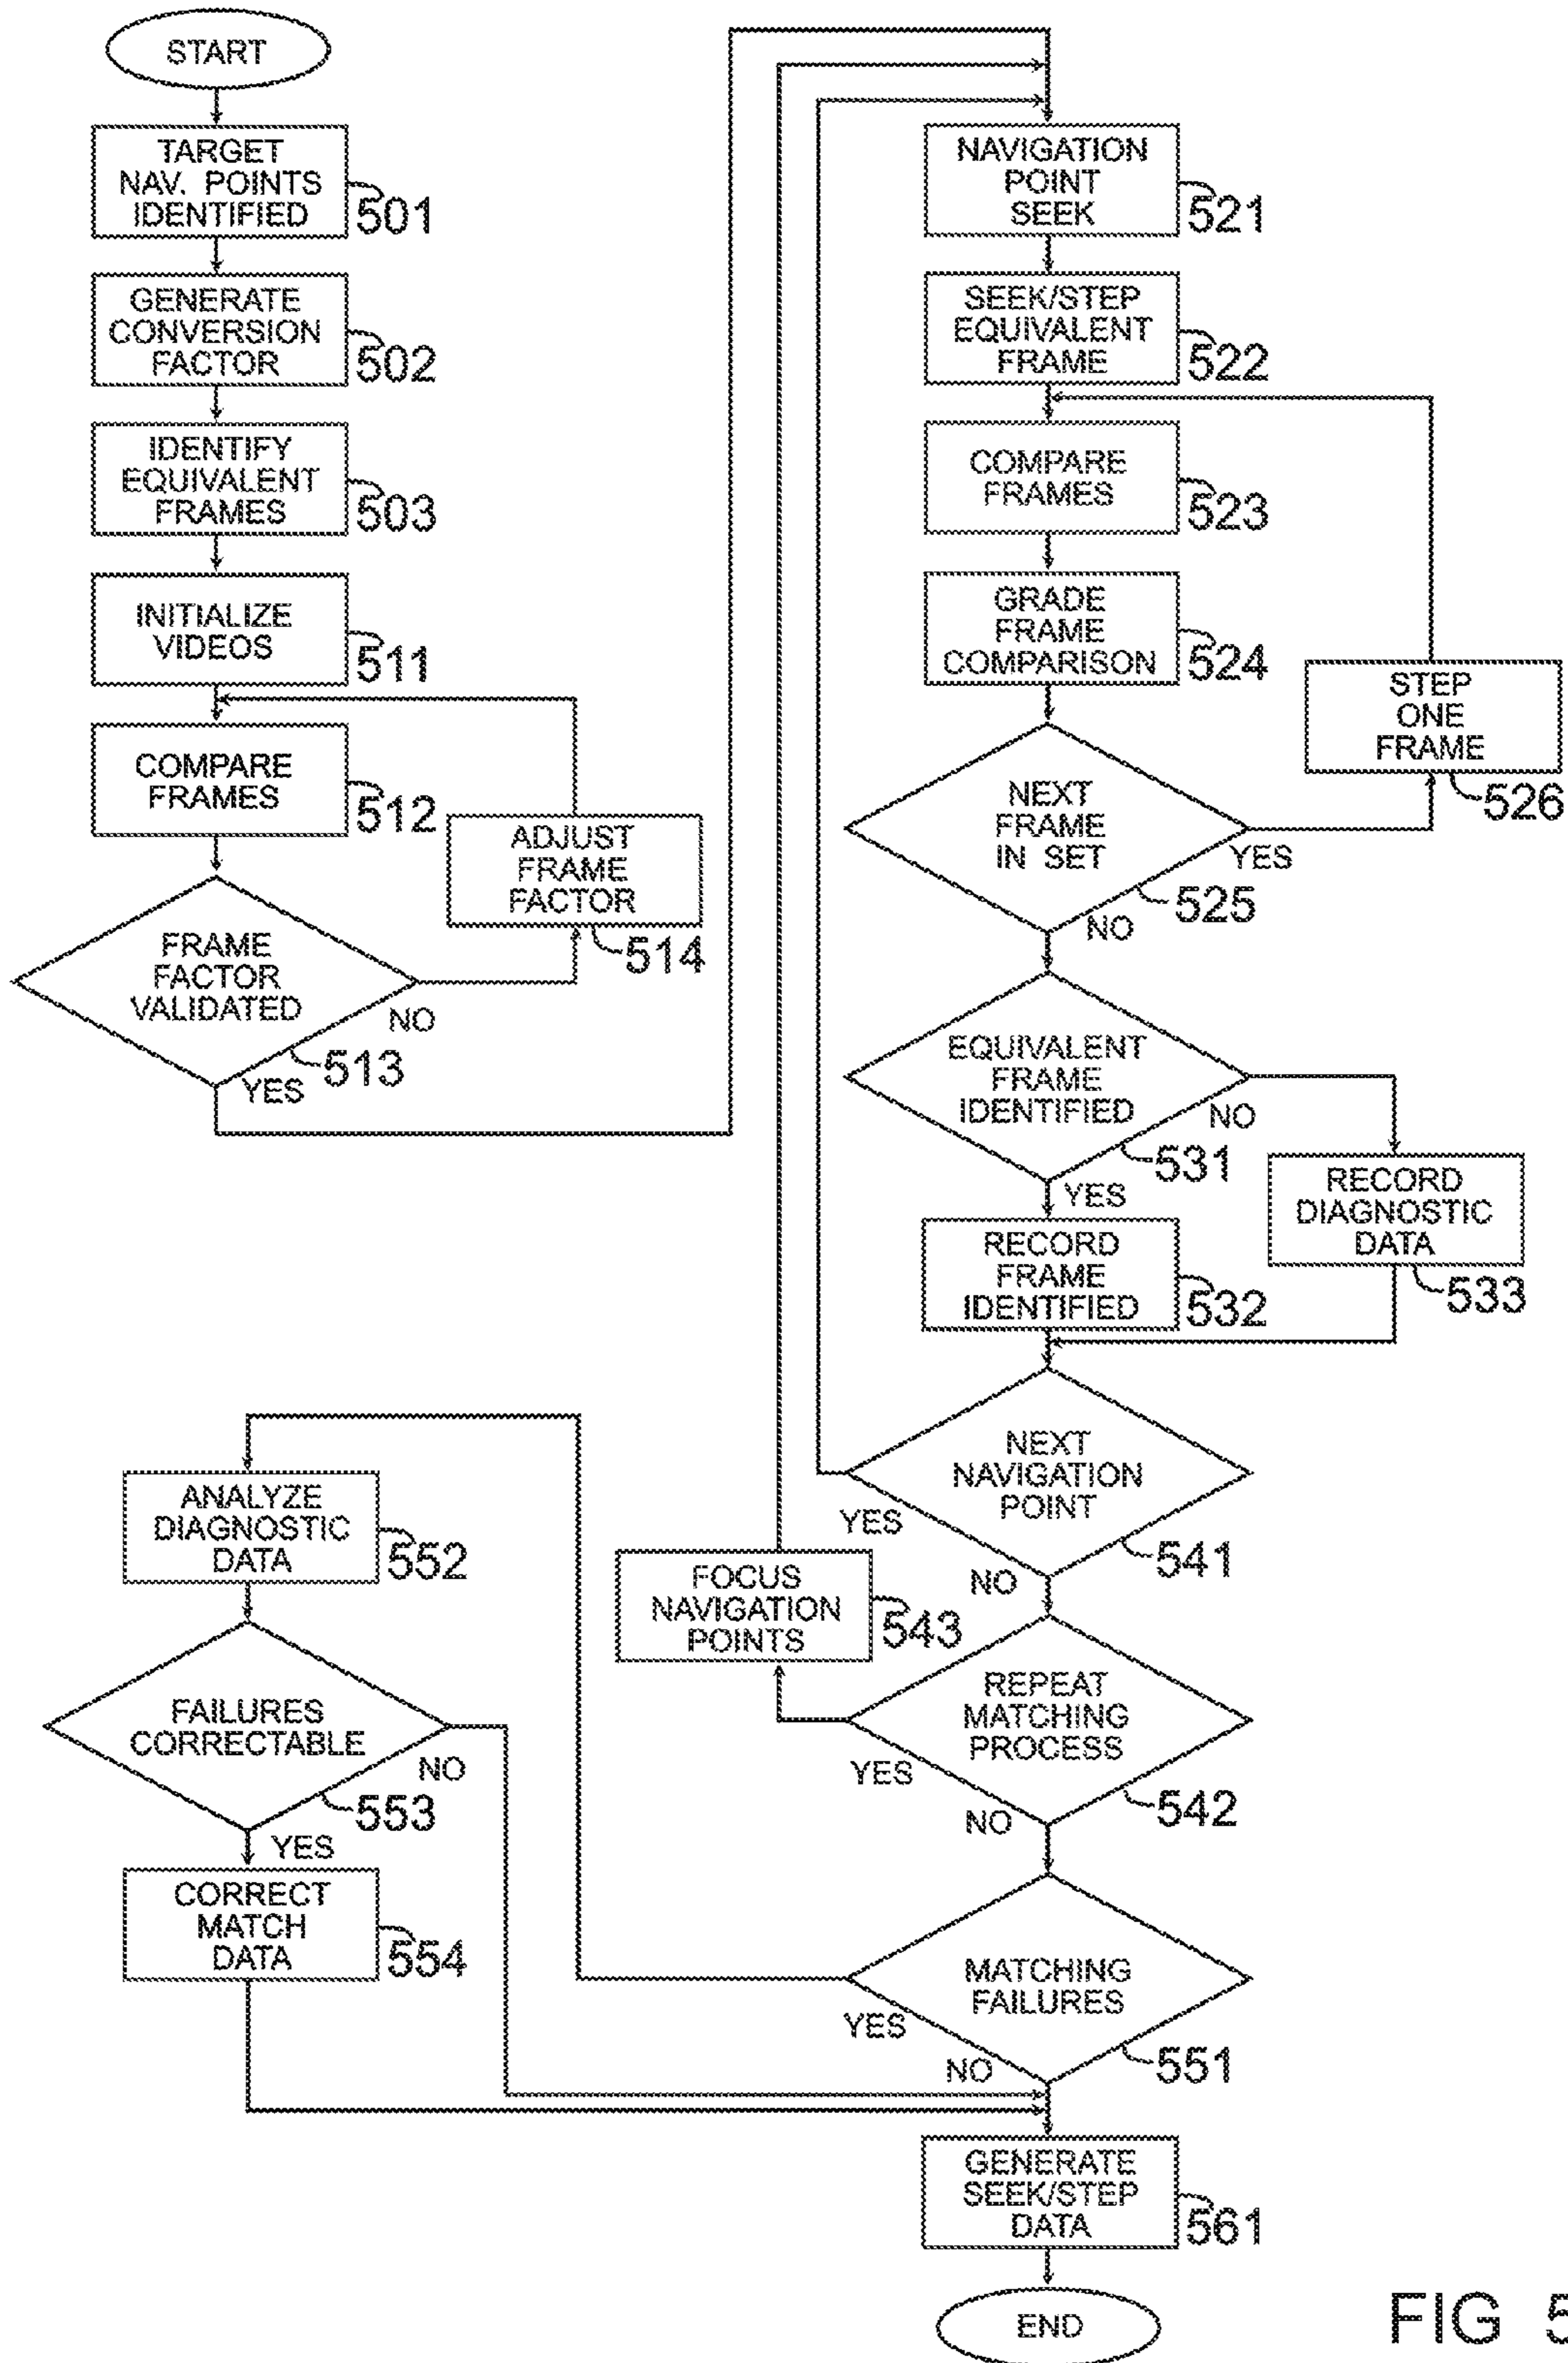 START
TARGET
NAV. POINTS
IDENTIFIED
501
GENERATE
CONVERSION
FACTOR
502
IDENTIFY
EQUIVALENT
FRAMES
503
INITIALIZE
VIDEOS
511
COMPARE
FRAMES
512
ADJUST
FRAME
FACTOR
514
FRAME
FACTOR
VALIDATED
NO
513
YES
NAVIGATION
POINT
SEEK
521
SEEK/STEP
EQUIVALENT
FRAME
522
COMPARE
FRAMES
523
GRADE
FRAME
COMPARISON
524
STEP
ONE
FRAME
526
NEXT
FRAME
IN SET
YES
525
NO
EQUIVALENT
FRAME
IDENTIFIED
NO
531
YES
RECORD
DIAGNOSTIC
DATA
533
RECORD
FRAME
IDENTIFIED
532
NEXT
NAVIGATION
POINT
YES
541
NO
FOCUS
NAVIGATION
POINTS
543
REPEAT
MATCHING
PROCESS
YES
542
NO
MATCHING
FAILURES
YES
551
NO
ANALYZE
DIAGNOSTIC
DATA
552
FAILURES
CORRECTABLE
NO
553
YES
CORRECT
MATCH
DATA
554
GENERATE
SEEK/STEP
DATA
561
END
FIG 5